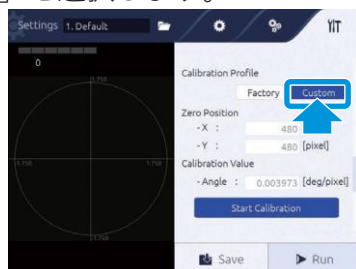 を選択します。
Settings 1. Default
0
1.750
1.750
1.750
1.750
Calibration Profile
Factory Custom
Zero Position
- X : 480
- Y : 480 [pixel]
Calibration Value
- Angle : 0.003973 [deg/pixel]
Start Calibration
Save Run